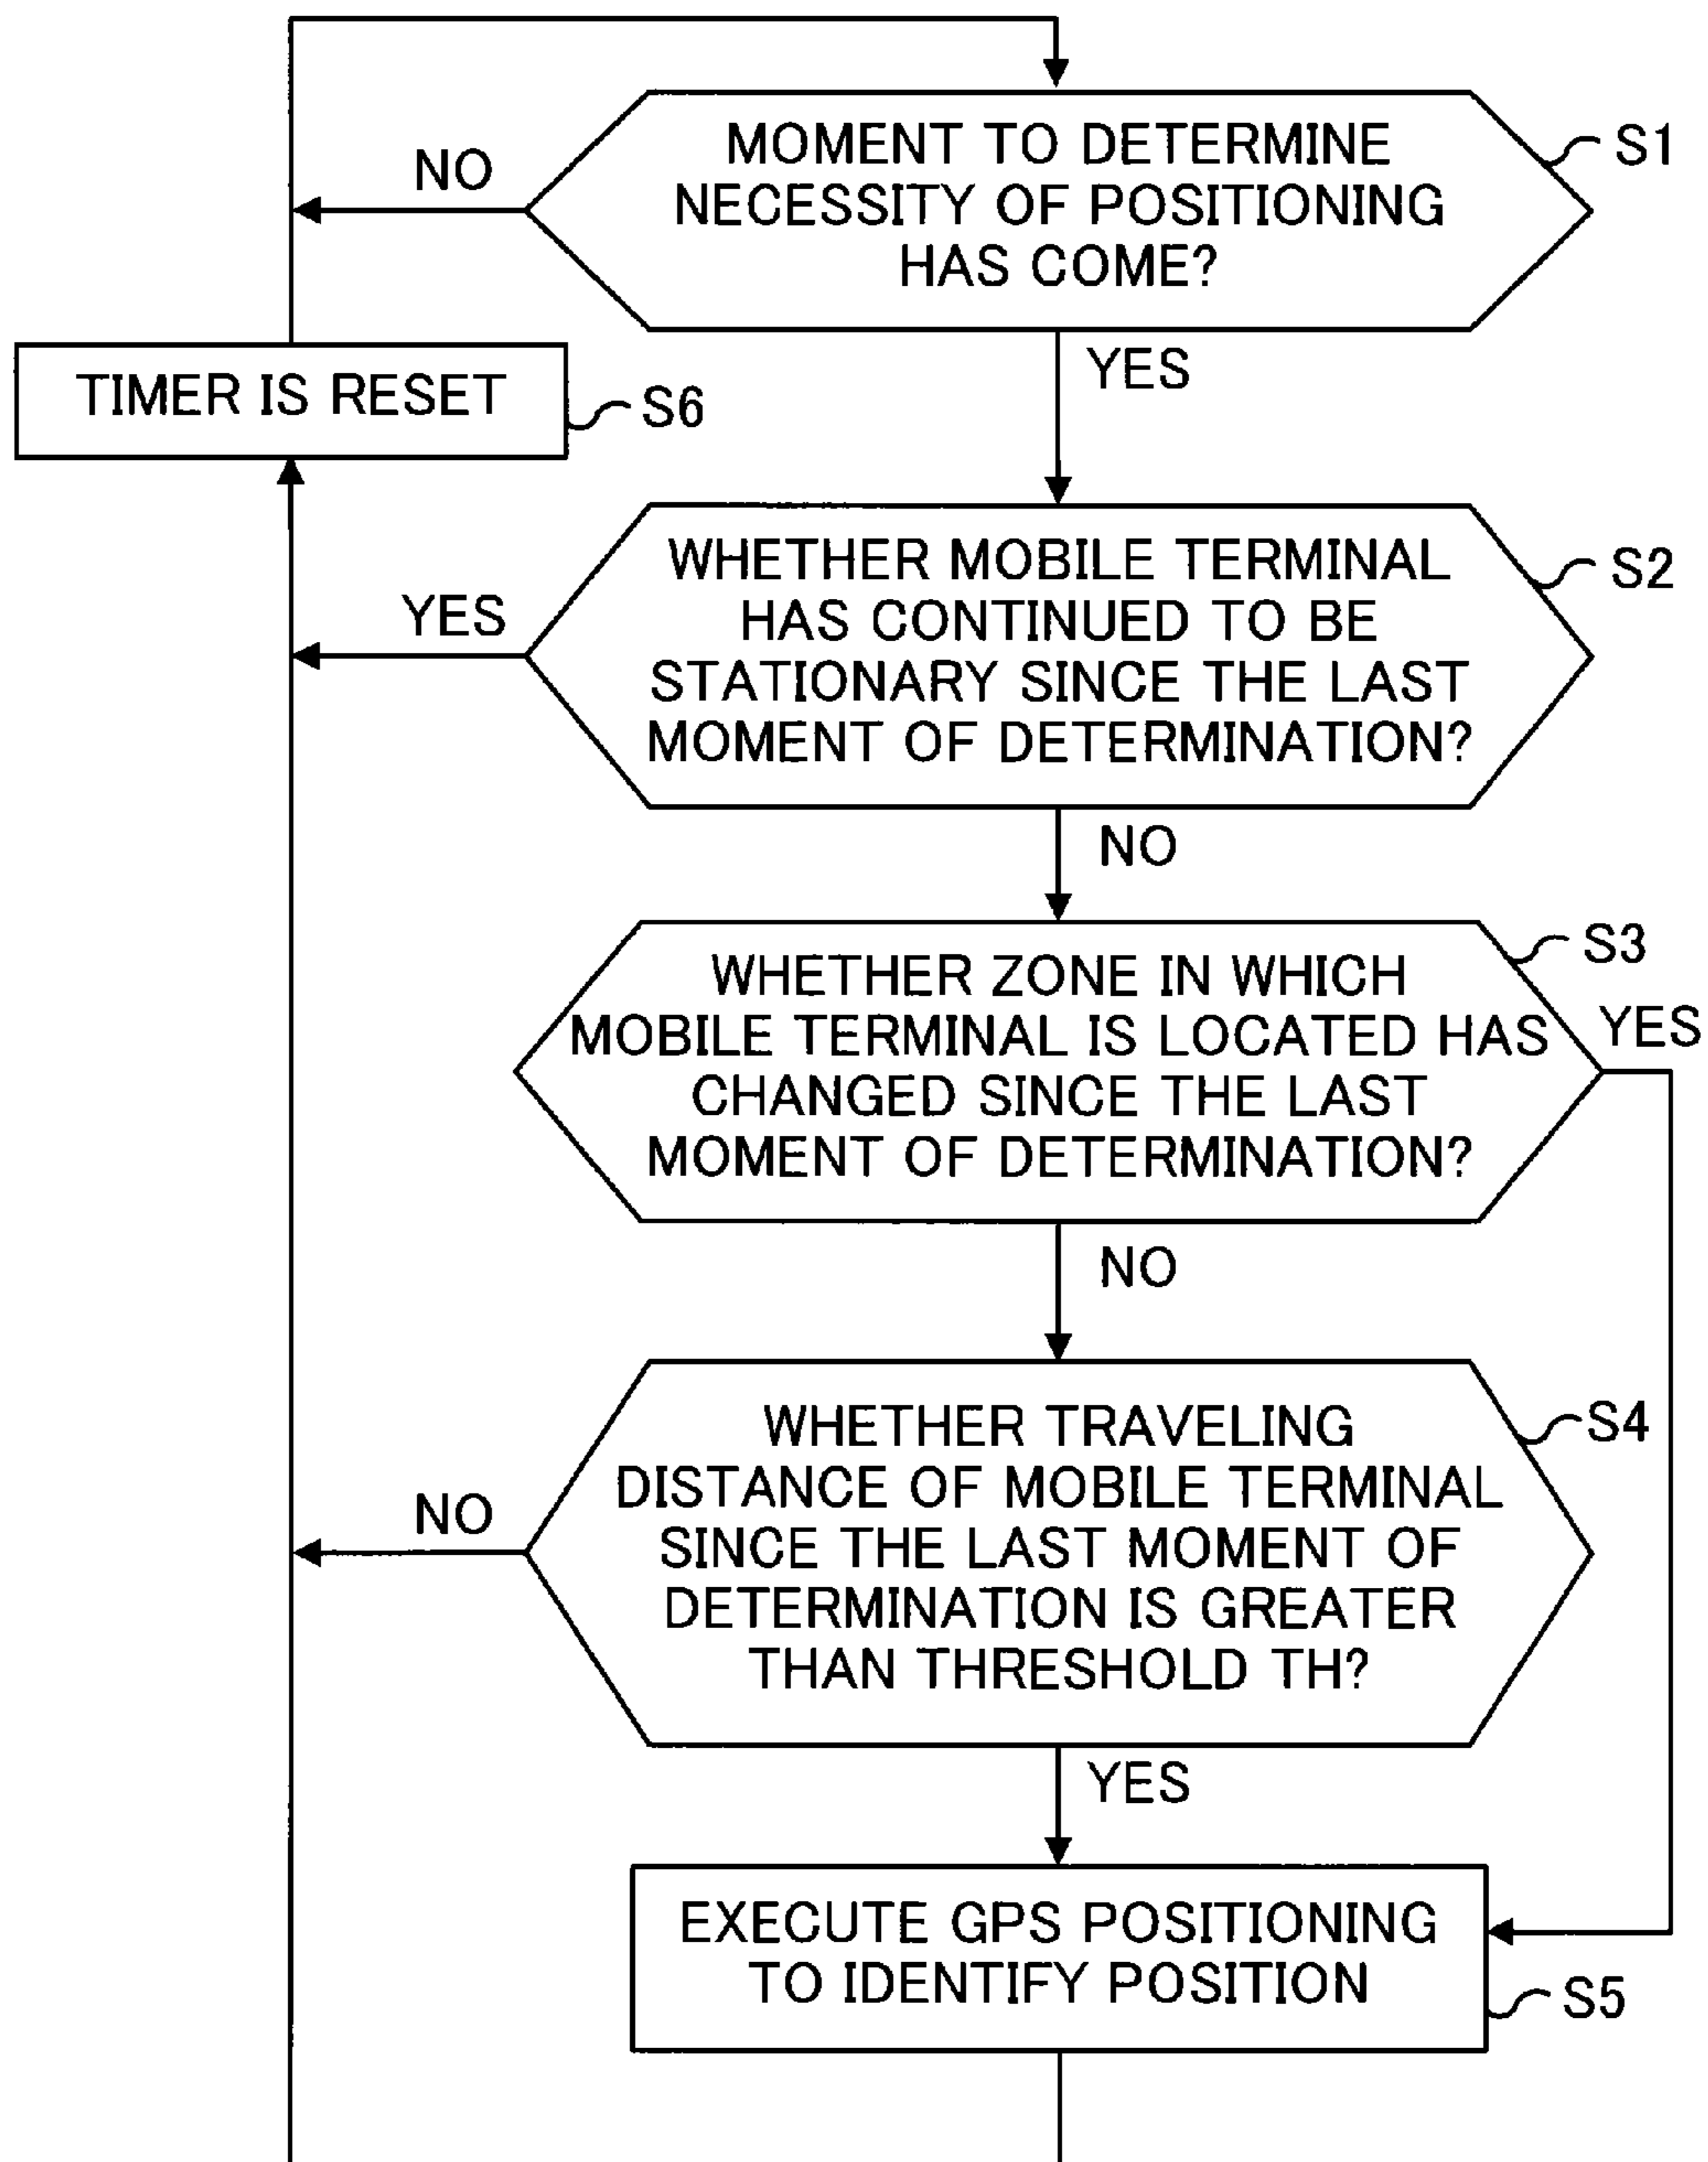 MOMENT TO DETERMINE
NECESSITY OF POSITIONING
HAS COME?
S1
NO
YES
TIMER IS RESET
S6
WHETHER MOBILE TERMINAL
HAS CONTINUED TO BE
STATIONARY SINCE THE LAST
MOMENT OF DETERMINATION?
S2
YES
NO
WHETHER ZONE IN WHICH
MOBILE TERMINAL IS LOCATED HAS
CHANGED SINCE THE LAST
MOMENT OF DETERMINATION?
S3
YES
NO
WHETHER TRAVELING
DISTANCE OF MOBILE TERMINAL
SINCE THE LAST MOMENT OF
DETERMINATION IS GREATER
THAN THRESHOLD TH?
S4
NO
YES
EXECUTE GPS POSITIONING
TO IDENTIFY POSITION
S5